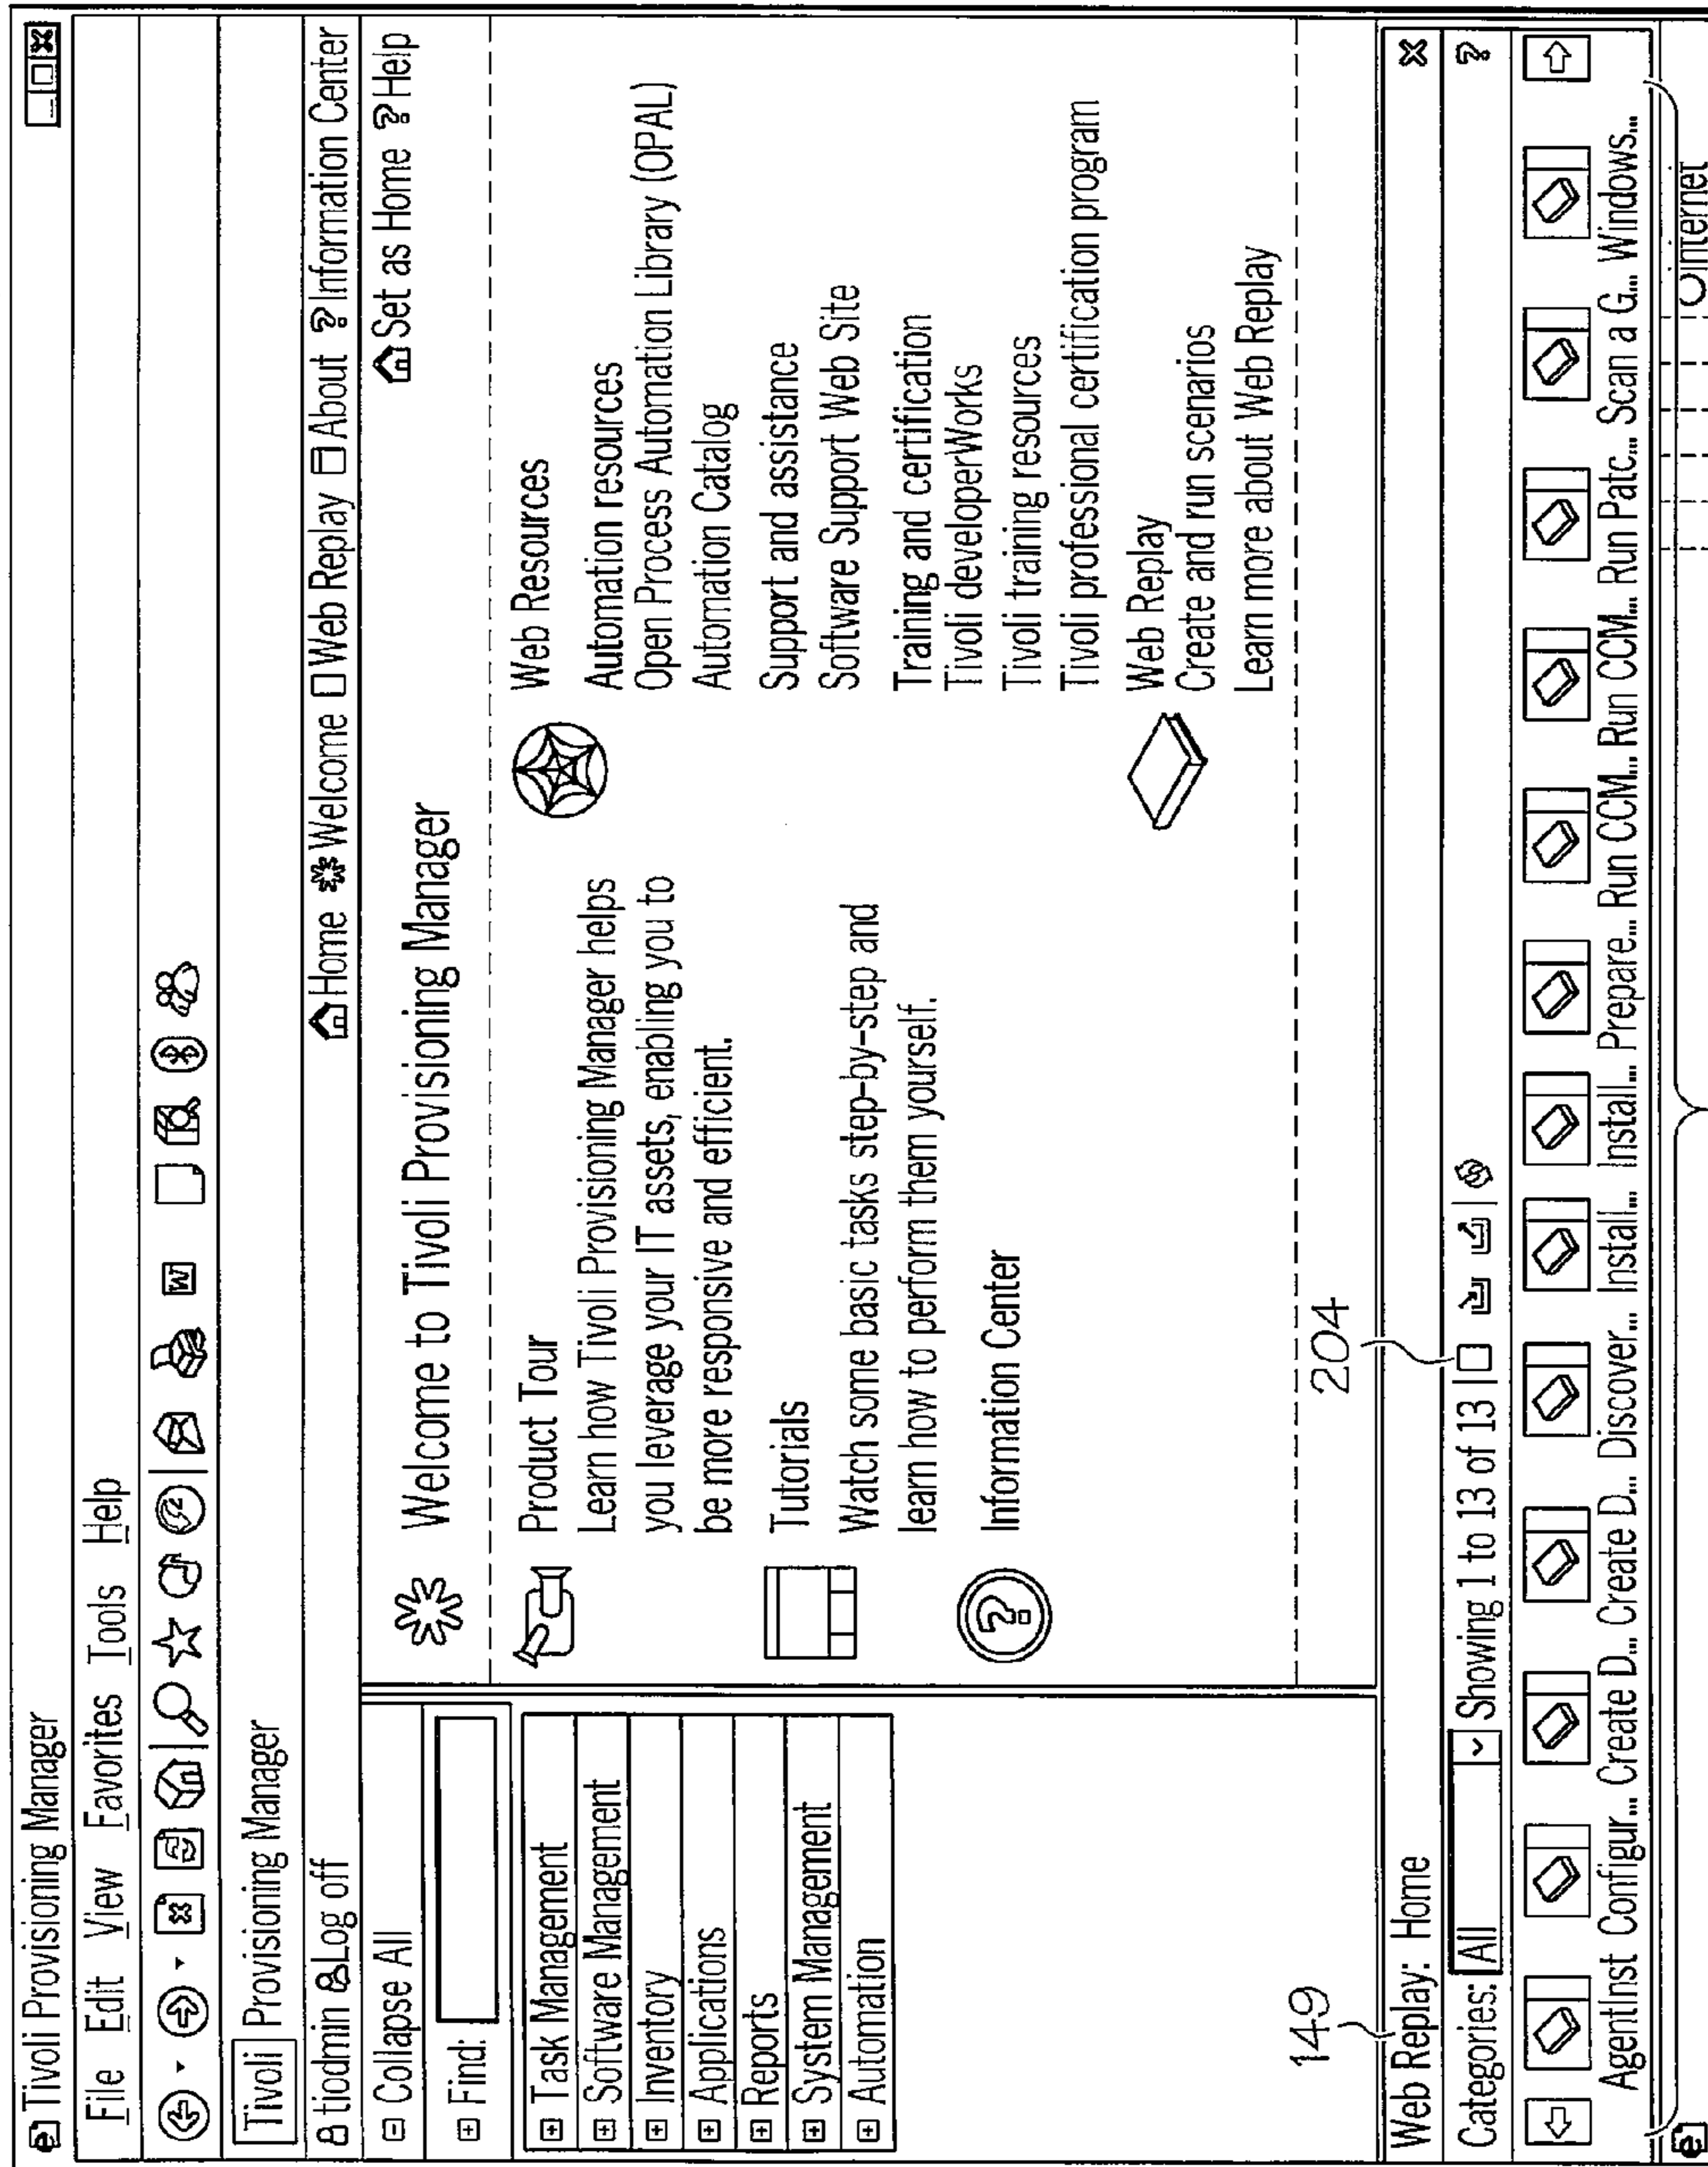 Tivoli Provisioning Manager
File Edit View Favorites Tools Help
W
Tivoli Provisioning Manager
tiodmin Log off
Home Welcome Web Replay About ? Information Center
Collapse All
Find:
Task Management
Software Management
Inventory
Applications
Reports
System Management
Automation
Set as Home ? Help
Welcome to Tivoli Provisioning Manager
Product Tour
Learn how Tivoli Provisioning Manager helps
you leverage your IT assets, enabling you to
be more responsive and efficient.
Tutorials
Watch some basic tasks step-by-step and
learn how to perform them yourself.
?
Information Center
Web Resources
Automation resources
Open Process Automation Library (OPAL)
Automation Catalog
Support and assistance
Software Support Web Site
Training and certification
Tivoli developerWorks
Tivoli training resources
Tivoli professional certification program
Web Replay
Create and run scenarios
Learn more about Web Replay
149
204
Web Replay: Home
Categories: All Showing 1 to 13 of 13 ?
AgentInst Configur... Create D... Create D... Discover... Install... Install... Prepare... Run CCM... Run CCM... Run Patc... Scan a G... Windows...
Internet